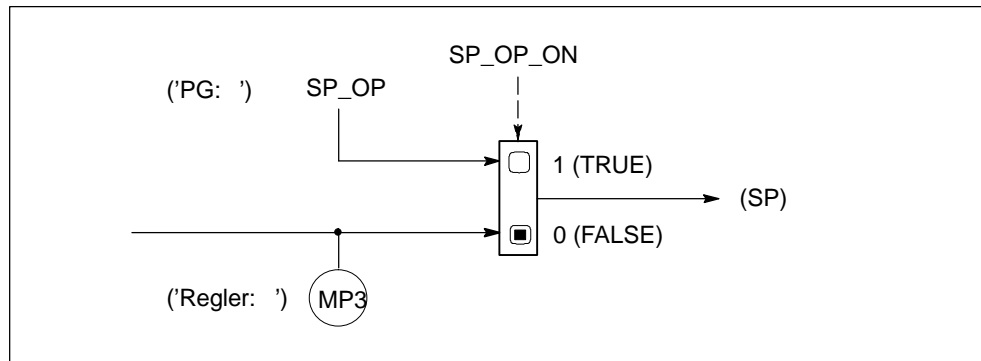 SP_OP_ON
(’PG:   ’) SP_OP
1 (TRUE)
(SP)
0 (FALSE)
(’Regler:   ’) MP3